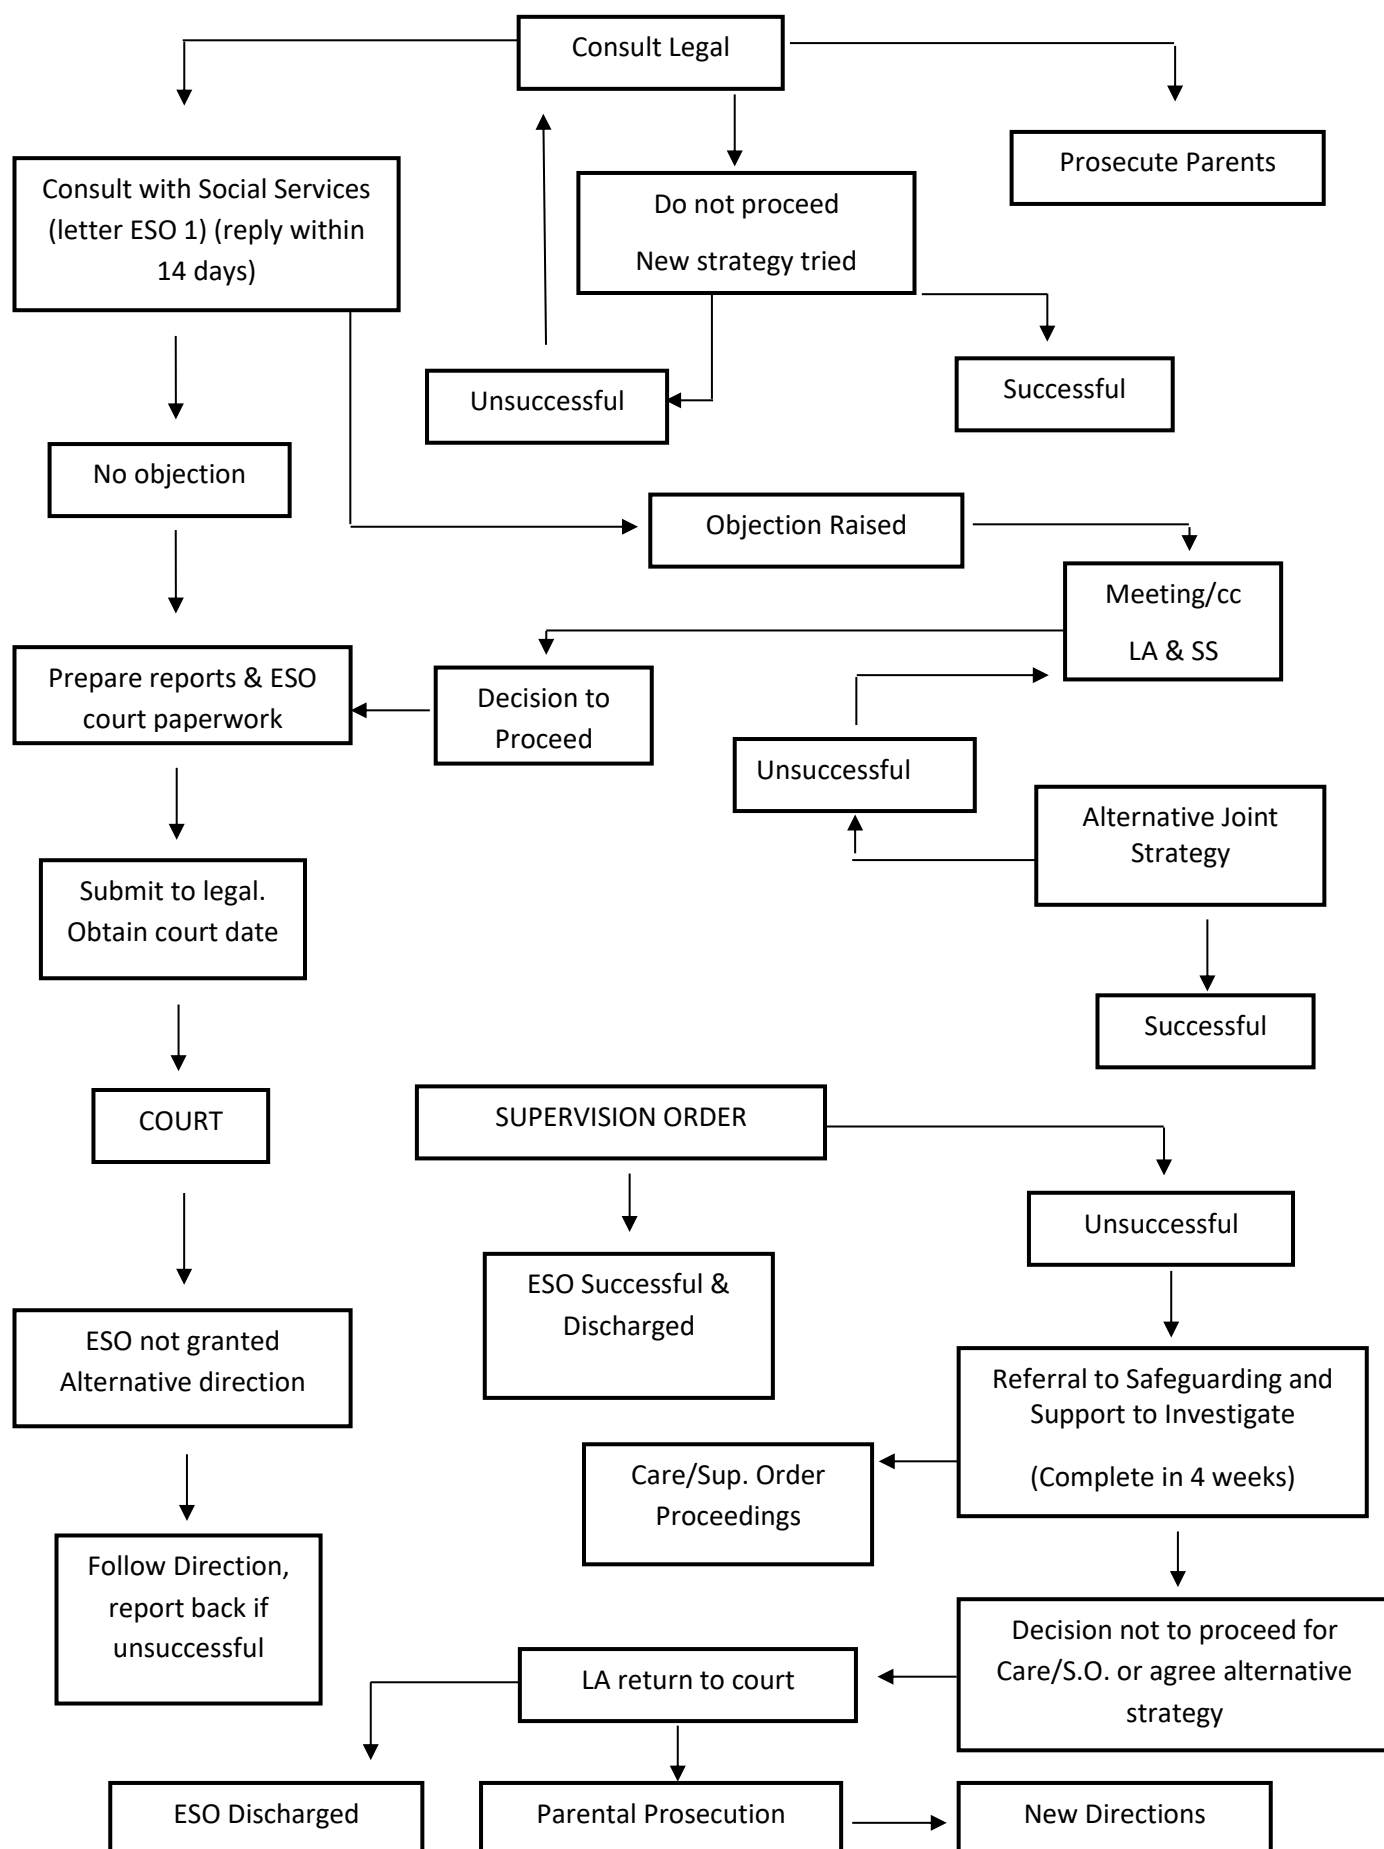 Consult Legal
Prosecute Parents
Consult with Social Services
(letter ESO 1) (reply within
14 days)
Do not proceed
New strategy tried
Successful
Unsuccessful
No objection
Objection Raised
Meeting/cc
LA & SS
Prepare reports & ESO
court paperwork
Decision to
Proceed
Unsuccessful
Alternative Joint
Strategy
Submit to legal.
Obtain court date
Successful
COURT
SUPERVISION ORDER
Unsuccessful
ESO Successful &
Discharged
ESO not granted
Alternative direction
Referral to Safeguarding and
Support to Investigate
(Complete in 4 weeks)
Care/Sup. Order
Proceedings
Follow Direction,
report back if
unsuccessful
Decision not to proceed for
Care/S.O. or agree alternative
strategy
LA return to court
ESO Discharged
Parental Prosecution
New Directions